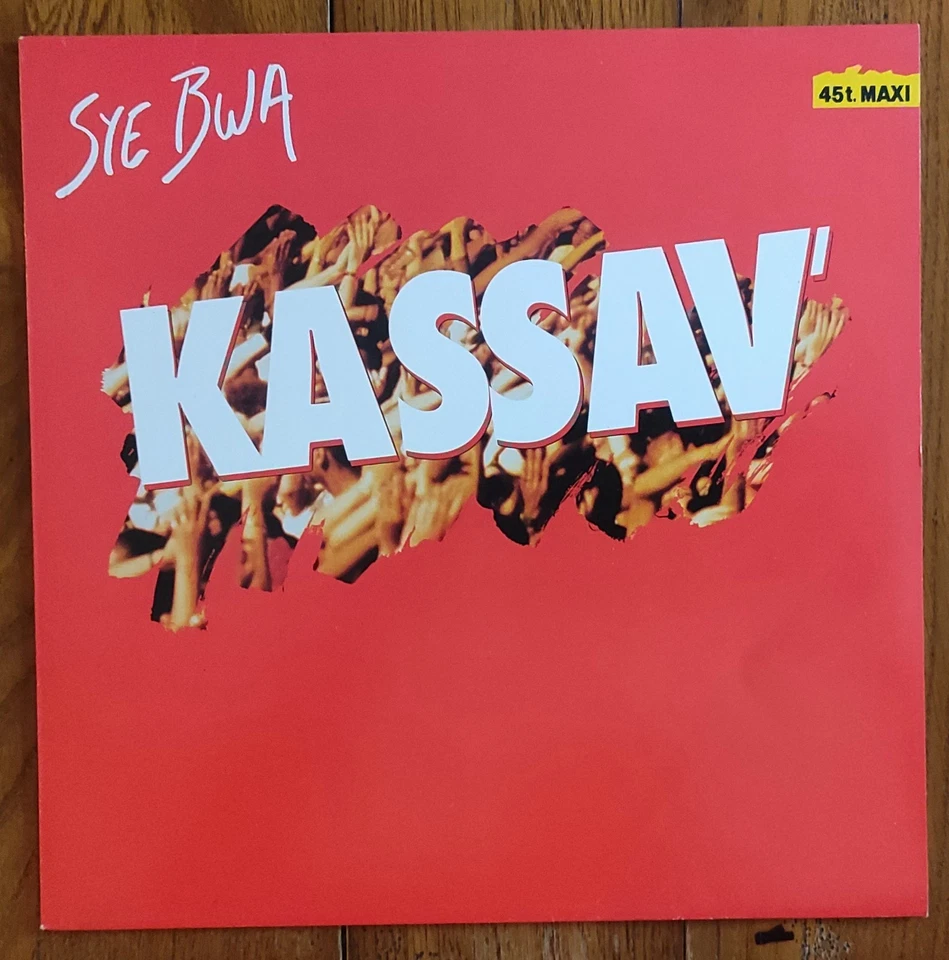 SYE BWA
45t. MAXI
KASSAV'